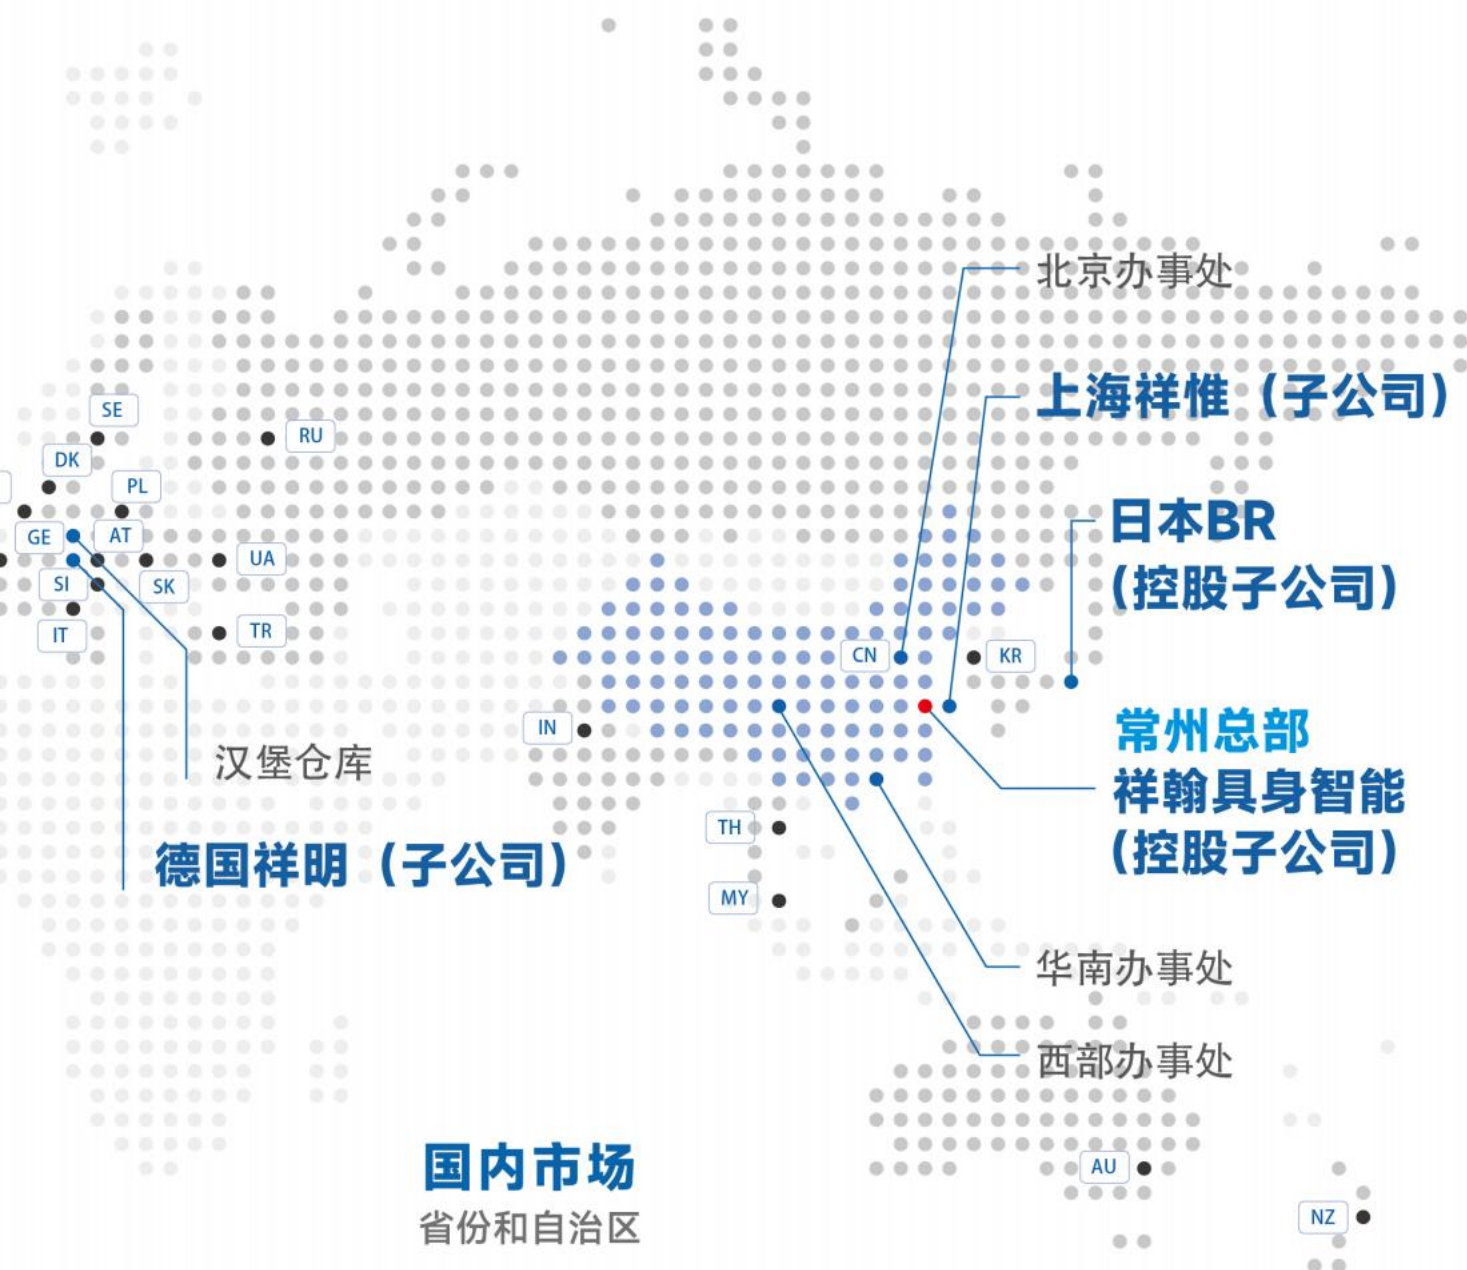 北京办事处
上海祥惟（子公司）
SE
RU
DK
PL
日本BR
GE
AT
UA
(控股子公司)
SI
SK
IT
TR
CN
KR
IN
常州总部
汉堡仓库
祥翰具身智能
TH
(控股子公司)
德国祥明（子公司）
MY
华南办事处
西部办事处
国内市场
AU
省份和自治区
NZ